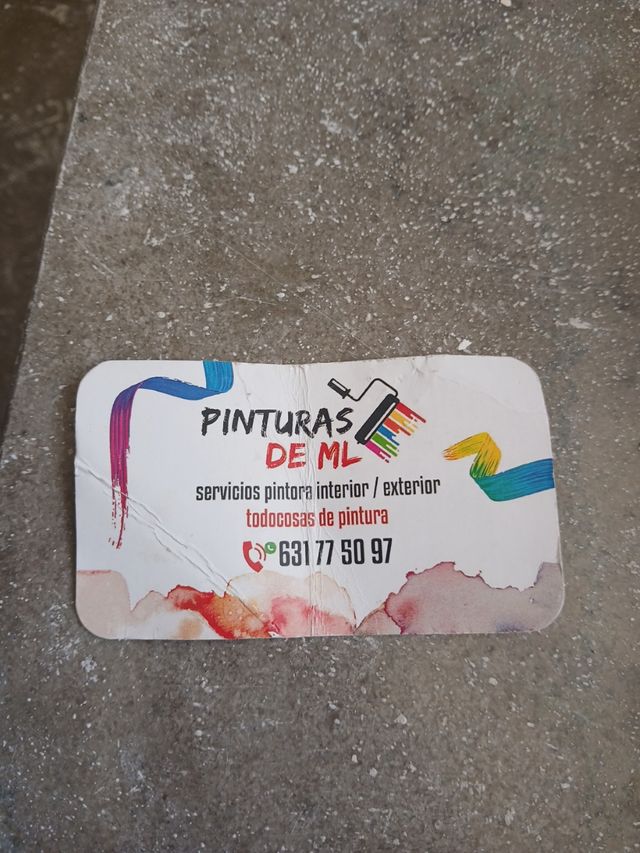 PINTURAS
DE ML
servicios pintora interior / exterior
todocosas de pintura
631 77 50 97